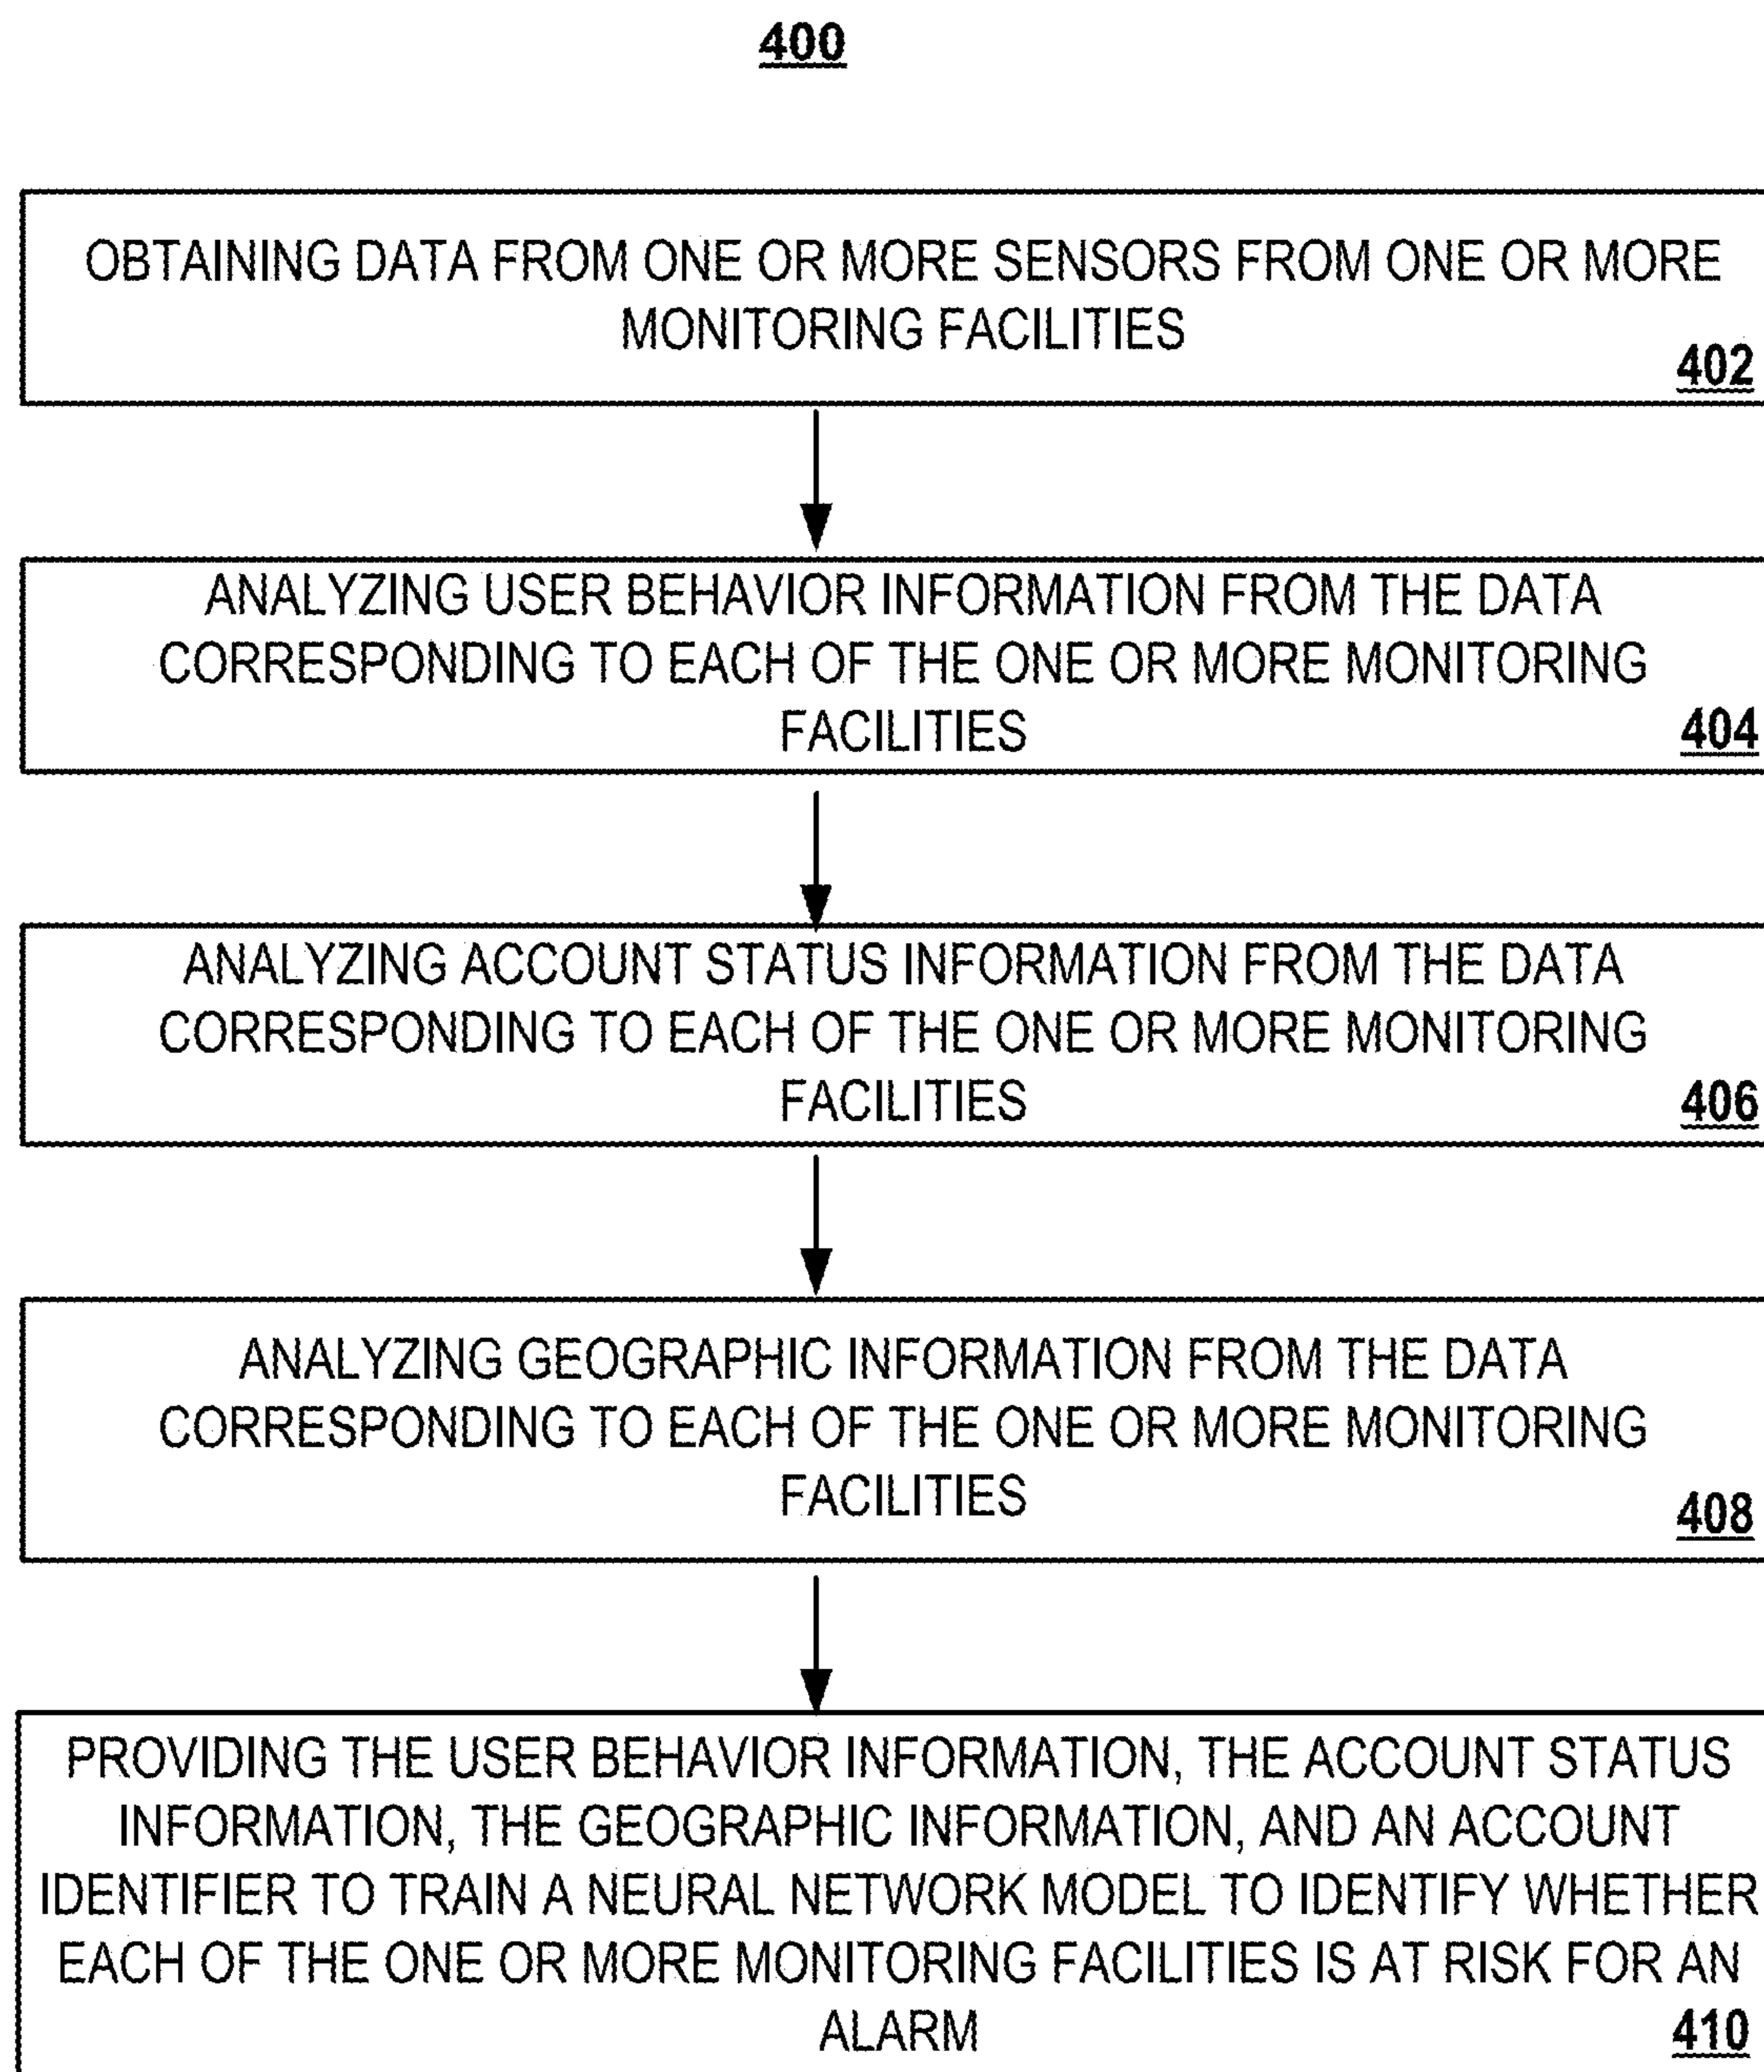 400
OBTAINING DATA FROM ONE OR MORE SENSORS FROM ONE OR MORE
MONITORING FACILITIES
402
ANALYZING USER BEHAVIOR INFORMATION FROM THE DATA
CORRESPONDING TO EACH OF THE ONE OR MORE MONITORING
FACILITIES
404
ANALYZING ACCOUNT STATUS INFORMATION FROM THE DATA
CORRESPONDING TO EACH OF THE ONE OR MORE MONITORING
FACILITIES
406
ANALYZING GEOGRAPHIC INFORMATION FROM THE DATA
CORRESPONDING TO EACH OF THE ONE OR MORE MONITORING
FACILITIES
408
PROVIDING THE USER BEHAVIOR INFORMATION, THE ACCOUNT STATUS
INFORMATION, THE GEOGRAPHIC INFORMATION, AND AN ACCOUNT
IDENTIFIER TO TRAIN A NEURAL NETWORK MODEL TO IDENTIFY WHETHER
EACH OF THE ONE OR MORE MONITORING FACILITIES IS AT RISK FOR AN
ALARM
410